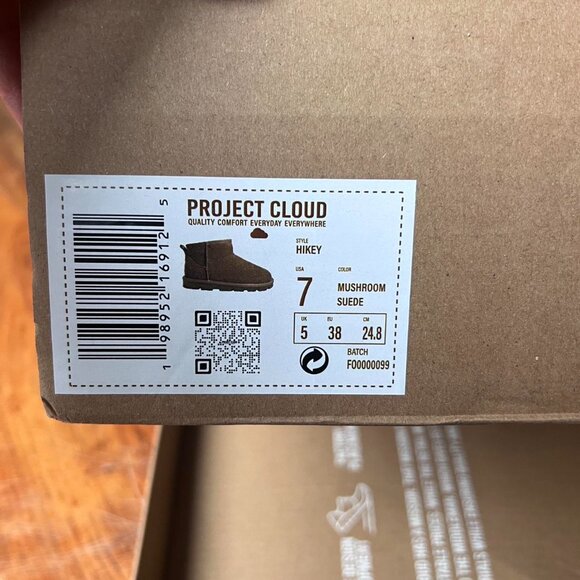 PROJECT CLOUD
QUALITY COMFORT EVERYDAY EVERYWHERE
STYLE
HIKEY
USA
7
COLOR
MUSHROOM
SUEDE
UK
5
EU
38
CM
24.8
BATCH
F00000099
1 98952 16912 5